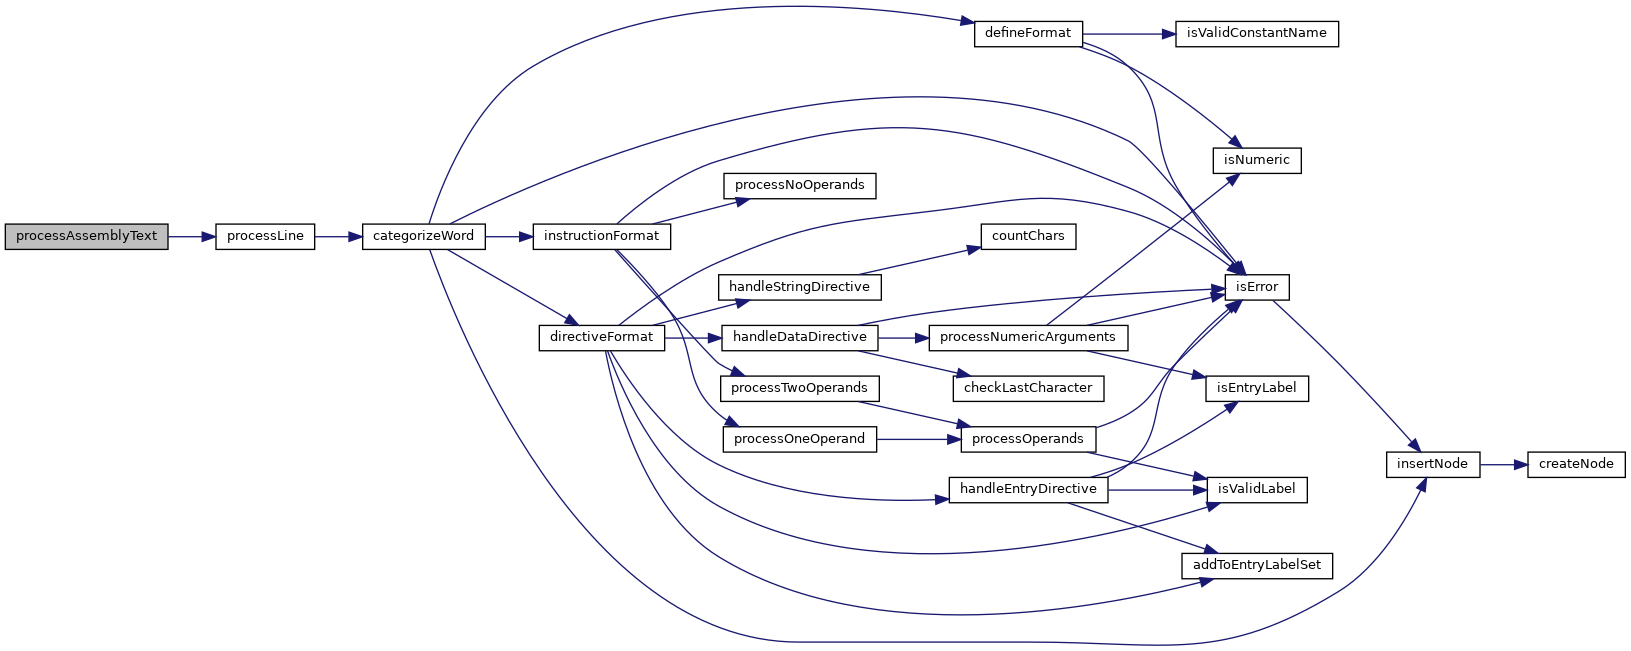 defineFormat
isValidConstantName
isNumeric
processNoOperands
processAssemblyText
processLine
categorizeWord
instructionFormat
countChars
handleStringDirective
isError
directiveFormat
handleDataDirective
processNumericArguments
processTwoOperands
checkLastCharacter
isEntryLabel
processOneOperand
processOperands
insertNode
createNode
handleEntryDirective
isValidLabel
addToEntryLabelSet